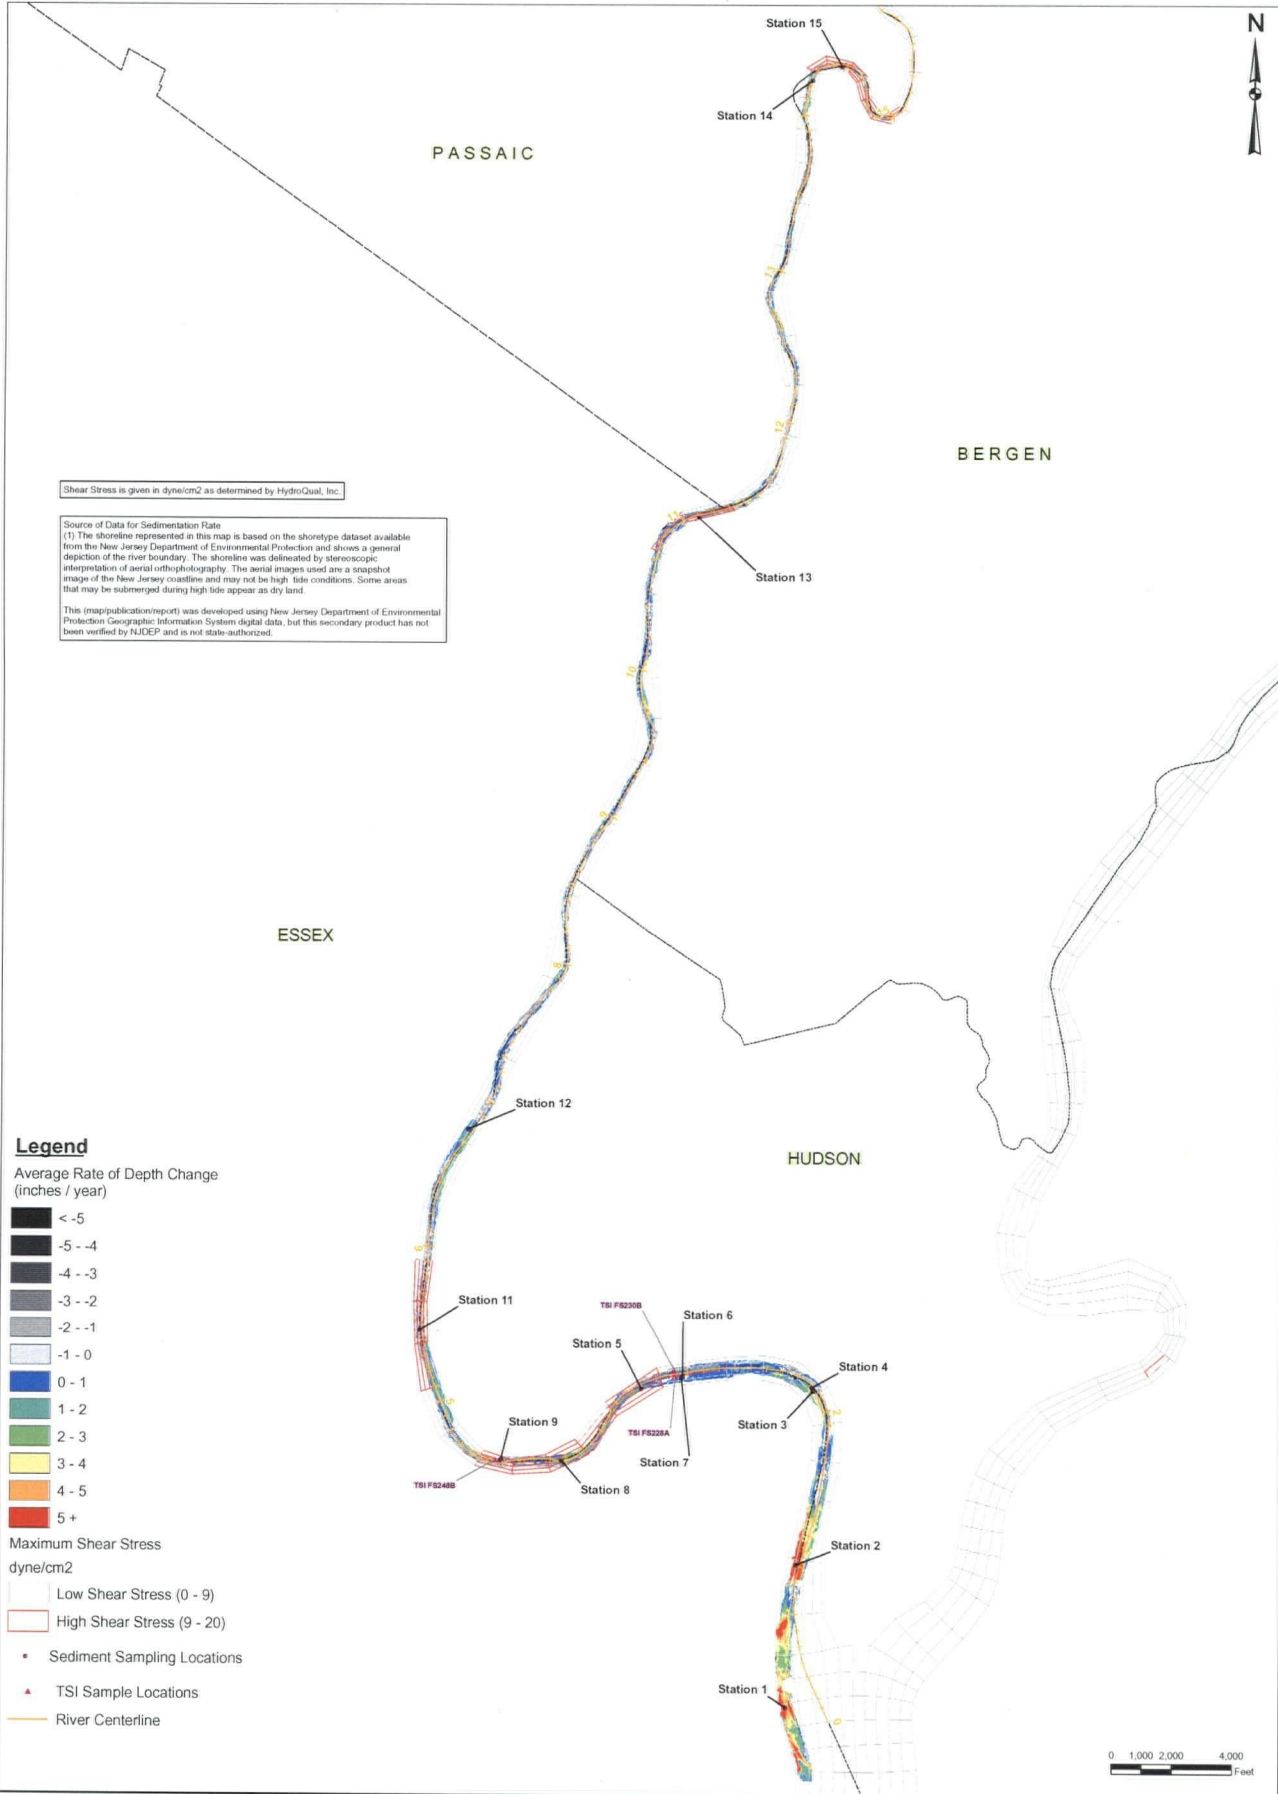 Station 15
N
Station 14
PASSAIC
13
12
BERGEN
Shear Stress is given in dyne/cm2 as determined by HydroQual, Inc.
11
Source of Data for Sedimentation Rate
(1) The shoreline represented in this map is based on the shoretype dataset available
from the New Jersey Department of Environmental Protection and shows a general
depiction of the river boundary. The shoreline was delineated by stereoscopic
interpretation of aerial orthophotography. The aerial images used are a snapshot
image of the New Jersey coastline and may not be high tide conditions. Some areas
that may be submerged during high tide appear as dry land.
This (map/publication/report) was developed using New Jersey Department of Environmental
Protection Geographic Information System digital data, but this secondary product has not
been verified by NJDEP and is not state-authorized.
Station 13
10
9
ESSEX
8
Station 12
HUDSON
Legend
Average Rate of Depth Change
(inches / year)
< -5
-5 - -4
-4 - -3
-3 - -2
-2 - -1
-1 - 0
0 - 1
1 - 2
2 - 3
3 - 4
4 - 5
5 +
Maximum Shear Stress
dyne/cm2
Low Shear Stress (0 - 9)
High Shear Stress (9 - 20)
Sediment Sampling Locations
TSI Sample Locations
River Centerline
6
Station 11
TSI FS230B
Station 6
Station 5
Station 4
5
Station 9
Station 3
2
TSI FS228A
Station 7
TSI FS248B
Station 8
Station 2
Station 1
0
0 1,000 2,000 4,000
Feet